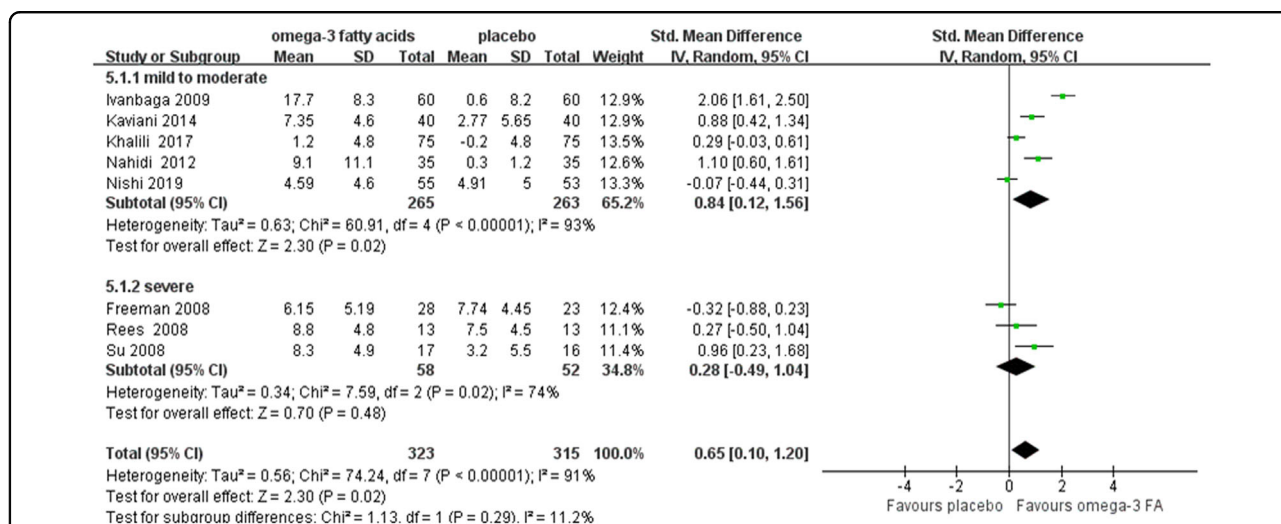 omega-3 fatty acids placebo Std. Mean Difference Std. Mean Difference
Study or Subgroup Mean SD Total Mean SD Total Weight IV, Random, 95% CI IV, Random, 95% CI
5.1.1 mild to moderate
Ivanbaga 2009 17.7 8.3 60 0.6 8.2 60 12.9% 2.06 [1.61, 2.50]
Kaviani 2014 7.35 4.6 40 2.77 5.65 40 12.9% 0.88 [0.42, 1.34]
Khalili 2017 1.2 4.8 75 -0.2 4.8 75 13.5% 0.29 [-0.03, 0.61]
Nahidi 2012 9.1 11.1 35 0.3 1.2 35 12.6% 1.10 [0.60, 1.61]
Nishi 2019 4.59 4.6 55 4.91 5 53 13.3% -0.07 [-0.44, 0.31]
Subtotal (95% CI) 265 263 65.2% 0.84 [0.12, 1.56]
Heterogeneity: Tau² = 0.63; Chi² = 60.91, df = 4 (P < 0.00001); I² = 93%
Test for overall effect: Z = 2.30 (P = 0.02)
5.1.2 severe
Freeman 2008 6.15 5.19 28 7.74 4.45 23 12.4% -0.32 [-0.88, 0.23]
Rees 2008 8.8 4.8 13 7.5 4.5 13 11.1% 0.27 [-0.50, 1.04]
Su 2008 8.3 4.9 17 3.2 5.5 16 11.4% 0.96 [0.23, 1.68]
Subtotal (95% CI) 58 52 34.8% 0.28 [-0.49, 1.04]
Heterogeneity: Tau² = 0.34; Chi² = 7.59, df = 2 (P = 0.02); I² = 74%
Test for overall effect: Z = 0.70 (P = 0.48)
Total (95% CI) 323 315 100.0% 0.65 [0.10, 1.20]
Heterogeneity: Tau² = 0.56; Chi² = 74.24, df = 7 (P < 0.00001); I² = 91%
Test for overall effect: Z = 2.30 (P = 0.02)
Test for subgroup differences: Chi² = 1.13, df = 1 (P = 0.29), I² = 11.2%
-4 -2 0 2 4
Favours placebo Favours omega-3 FA